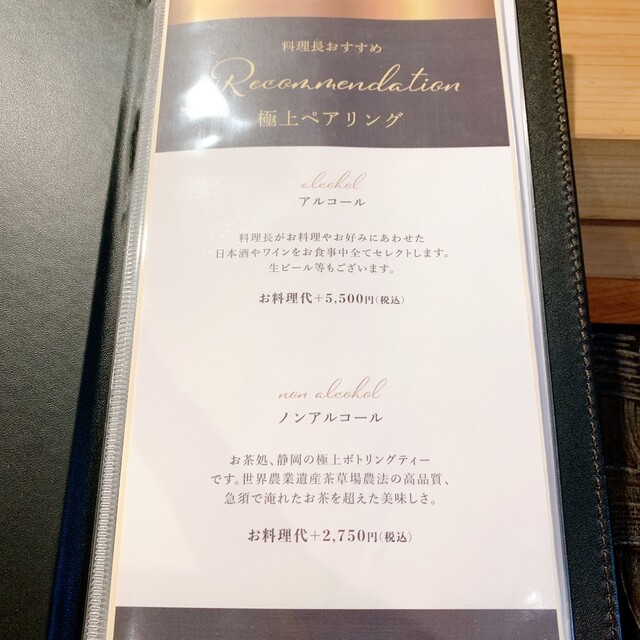 料理長おすすめ
Recommendation
極上ペアリング
alcohol
アルコール
料理長がお料理やお好みにあわせた
日本酒やワインをお食事中全てセレクトします。
生ビール等もございます。
お料理代+5,500円(税込)
non alcohol
ノンアルコール
お茶処、静岡の極上ボトリングティー
です。世界農業遺産茶草場農法の高品質、
急須で淹れたお茶を超えた美味しさ。
お料理代+2,750円(税込)